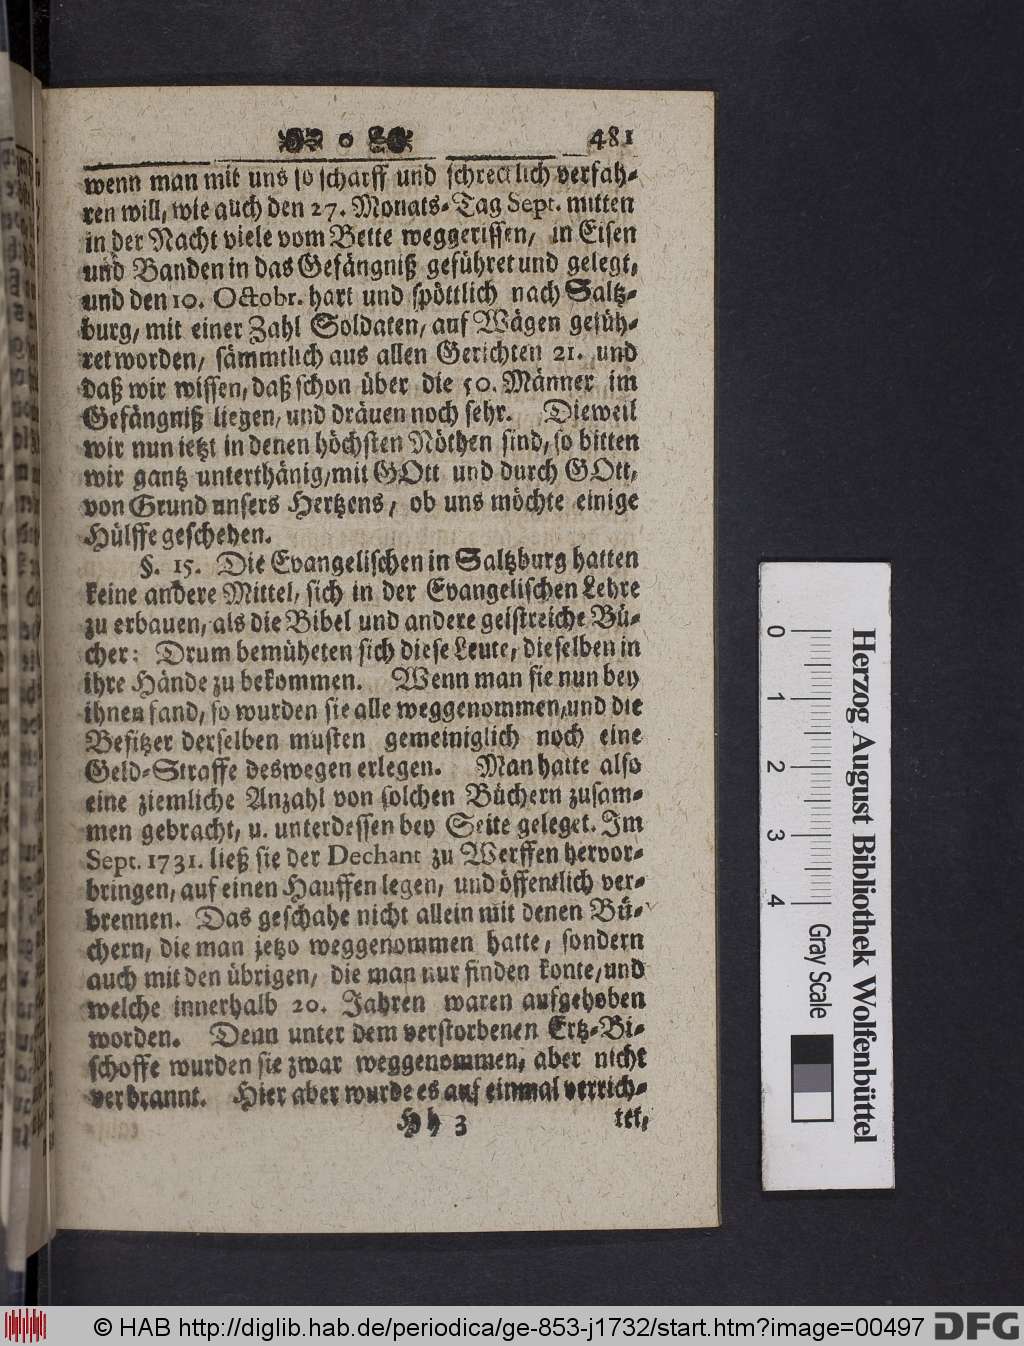 481
wenn man mit uns so scharff und schrecklich verfah-
ren will, wie auch den 27. Monats-Tag Sept. mitten
in der Nacht viele vom Bette weggerissen, in Eisen
und Banden in das Gefängniß geführet und gelegt,
und den 10. Octobr. hart und spöttlich nach Saltz-
burg, mit einer Zahl Soldaten, auf Wägen gefüh-
ret worden, sämmtlich aus allen Gerichten 21. und
daß wir wissen, daß schon über die 50. Männer im
Gefängniß liegen, und dräuen noch sehr. Dieweil
wir nun ietzt in denen höchsten Nöthen sind, so bitten
wir gantz unterthänig, mit GOtt und durch GOtt,
von Grund unsers Hertzens, ob uns möchte einige
Hülffe geschehen.
§. 15. Die Evangelischen in Saltzburg hatten
keine andere Mittel, sich in der Evangelischen Lehre
zu erbauen, als die Bibel und andere geistreiche Bü-
cher: Drum bemüheten sich diese Leute, dieselben in
ihre Hände zu bekommen. Wenn man sie nun bey
ihnen fand, so wurden sie alle weggenommen, und die
Besitzer derselben musten gemeiniglich noch eine
Geld-Straffe deswegen erlegen. Man hatte also
eine ziemliche Anzahl von solchen Büchern zusam-
men gebracht, u. unterdessen bey Seite geleget. Im
Sept. 1731. ließ sie der Dechant zu Werffen hervor-
bringen, auf einen Hauffen legen, und öffentlich ver-
brennen. Das geschahe nicht allein mit denen Bü-
chern, die man jetzo weggenommen hatte, sondern
auch mit den übrigen, die man nur finden konte, und
welche innerhalb 20. Jahren waren aufgehoben
worden. Denn unter dem verstorbenen Ertz-Bi-
schoffe wurden sie zwar weggenommen, aber nicht
verbrannt. Hier aber wurde es auf einmal verrich-
Hh 3 tet,
0 1 2 3 4
Herzog August Bibliothek Wolfenbüttel
Gray Scale
© HAB http://diglib.hab.de/periodica/ge-853-j1732/start.htm?image=00497 DFG